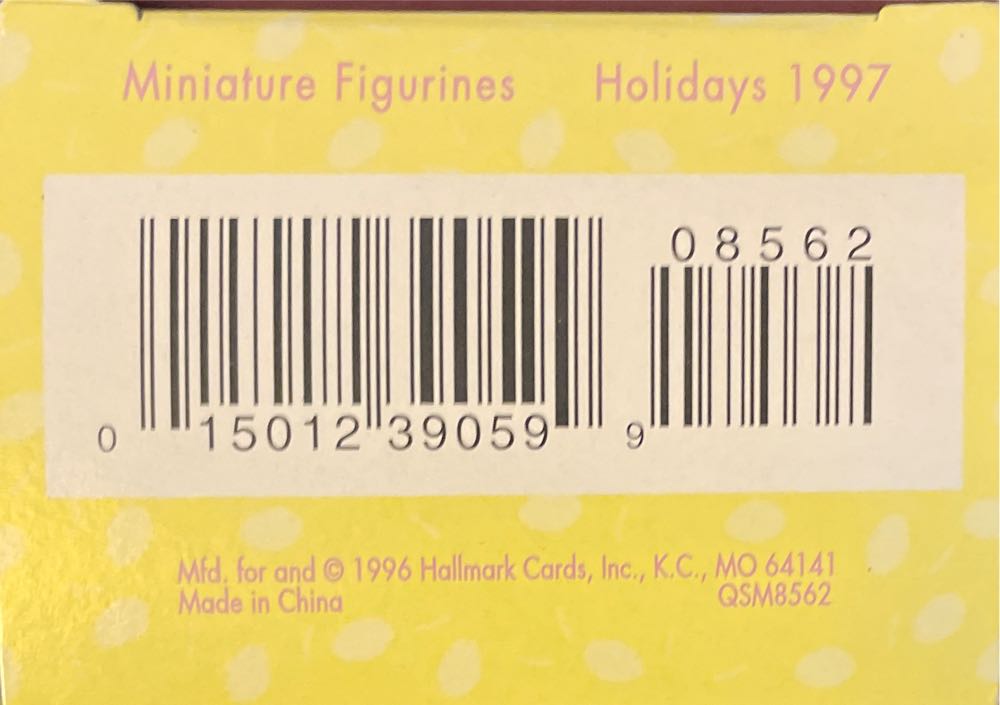 Miniature Figurines Holidays 1997
08562
0 15012 39059 9
Mfd. for and © 1996 Hallmark Cards, Inc., K.C., MO 64141
Made in China QSM8562